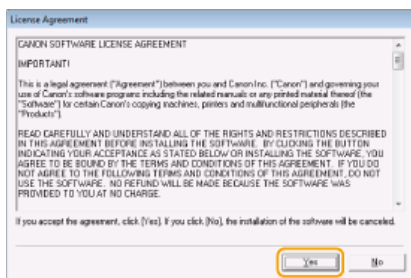 License Agreement
CANON SOFTWARE LICENSE AGREEMENT
IMPORTANT!
This is a legal agreement ("Agreement") between you and Canon Inc. ("Canon") and governing your
use of Canon's software programs including the related manuals or any printed material thereof (the
"Software") for certain Canon's copying machines, printers and multifunctional peripherals (the
"Products").
READ CAREFULLY AND UNDERSTAND ALL OF THE RIGHTS AND RESTRICTIONS DESCRIBED
IN THIS AGREEMENT BEFORE INSTALLING THE SOFTWARE. BY CLICKING THE BUTTON
INDICATING YOUR ACCEPTANCE AS STATED BELOW OR INSTALLING THE SOFTWARE, YOU
AGREE TO BE BOUND BY THE TERMS AND CONDITIONS OF THIS AGREEMENT. IF YOU DO
NOT AGREE TO THE FOLLOWING TERMS AND CONDITIONS OF THIS AGREEMENT, DO NOT
USE THE SOFTWARE. NO REFUND WILL BE MADE BECAUSE THE SOFTWARE WAS
PROVIDED TO YOU AT NO CHARGE.
If you accept the agreement, click [Yes]. If you click [No], the installation of the software will be canceled.
Yes
No